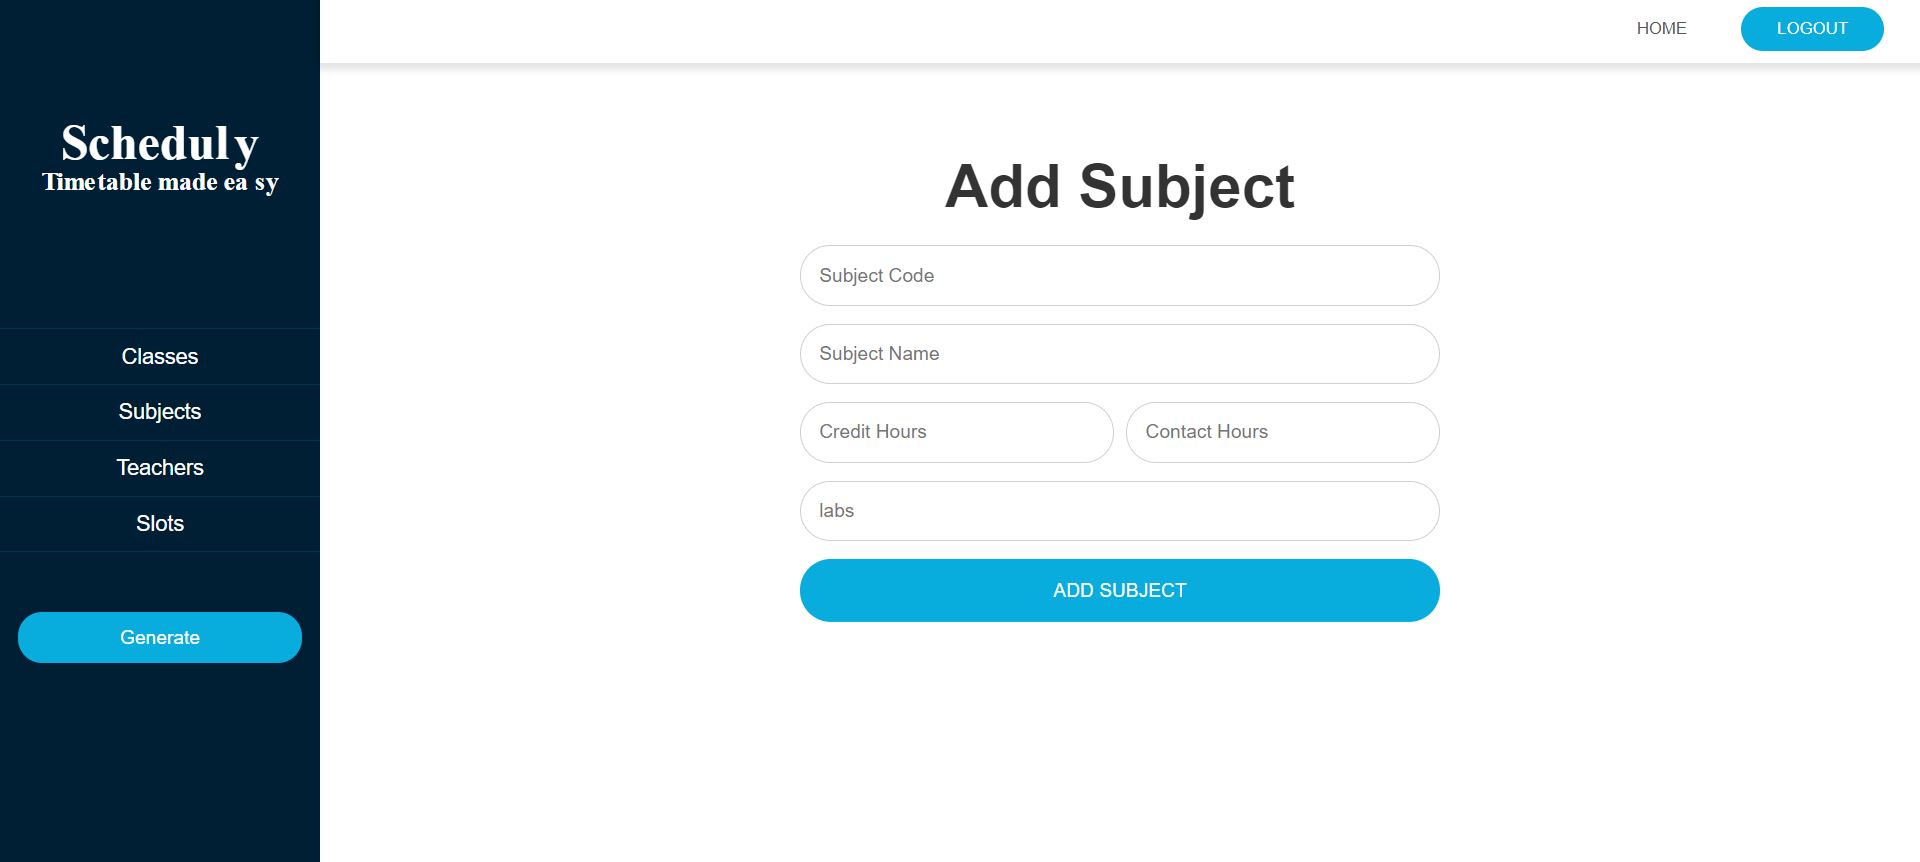 HOME LOGOUT
Scheduly
Timetable made ea sy
Classes
Subjects
Teachers
Slots
Generate
Add Subject
Subject Code
Subject Name
Credit Hours Contact Hours
labs
ADD SUBJECT